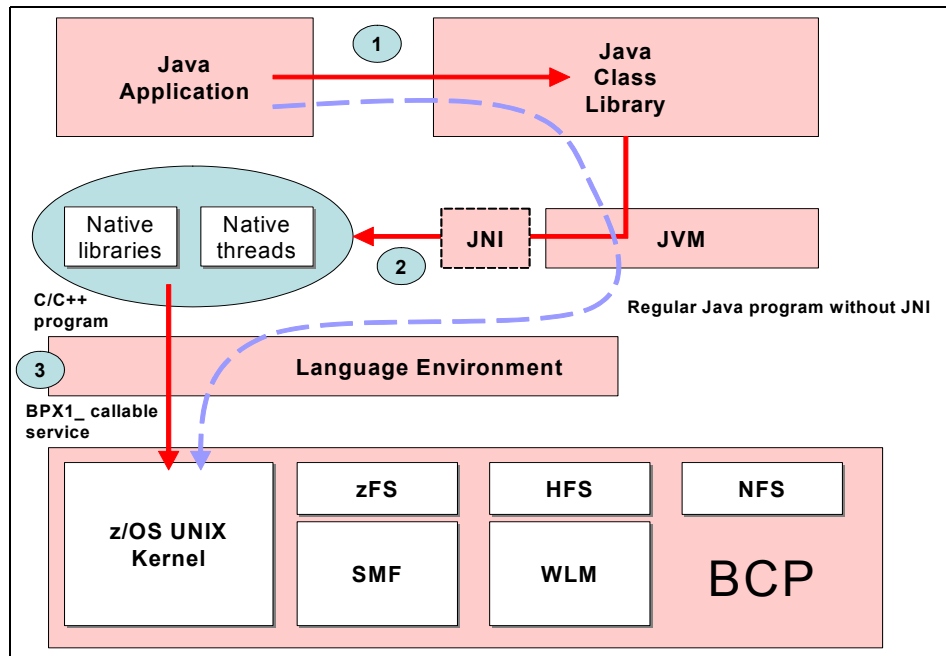 1
Java
Application
Java
Class
Library
Native
libraries
Native
threads
JNI
JVM
2
C/C++
program
Regular Java program without JNI
3
Language Environment
BPX1_ callable
service
z/OS UNIX
Kernel
zFS
HFS
NFS
SMF
WLM
BCP